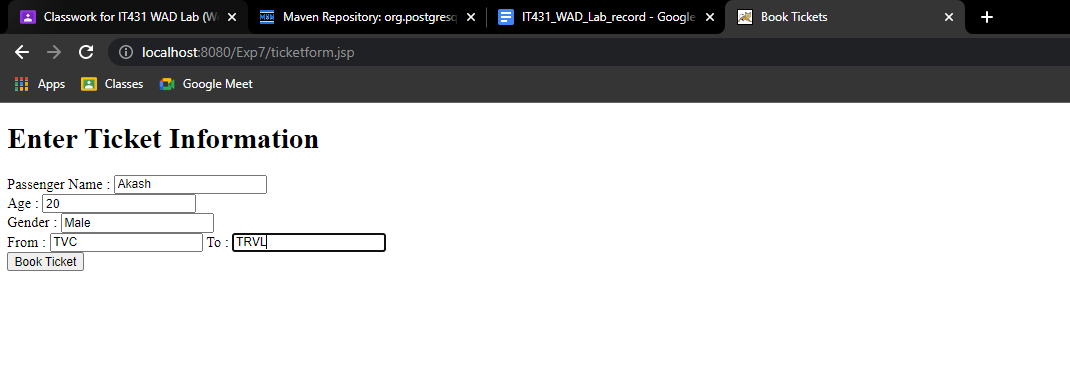 Classwork for IT431 WAD Lab (W
Maven Repository: org.postgresq
IT431_WAD_Lab_record - Google
Book Tickets
localhost:8080/Exp7/ticketform.jsp
Apps Classes Google Meet
Enter Ticket Information
Passenger Name : Akash
Age : 20
Gender : Male
From : TVC To : TRVL
Book Ticket